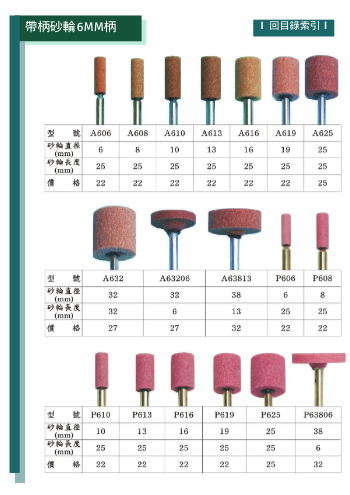 帶柄砂輪6MM柄
回目錄索引
型 號 A606 A608 A610 A613 A616 A619 A625
砂輪直徑(mm) 6 8 10 13 16 19 25
砂輪長度(mm) 25 25 25 25 25 25 25
價 格 22 22 22 22 22 22 25
型 號 A632 A63206 A63813 P606 P608
砂輪直徑(mm) 32 32 38 6 8
砂輪長度(mm) 32 6 13 25 25
價 格 27 27 32 22 22
型 號 P610 P613 P616 P619 P625 P63806
砂輪直徑(mm) 10 13 16 19 25 38
砂輪長度(mm) 25 25 25 25 25 6
價 格 22 22 22 22 25 32